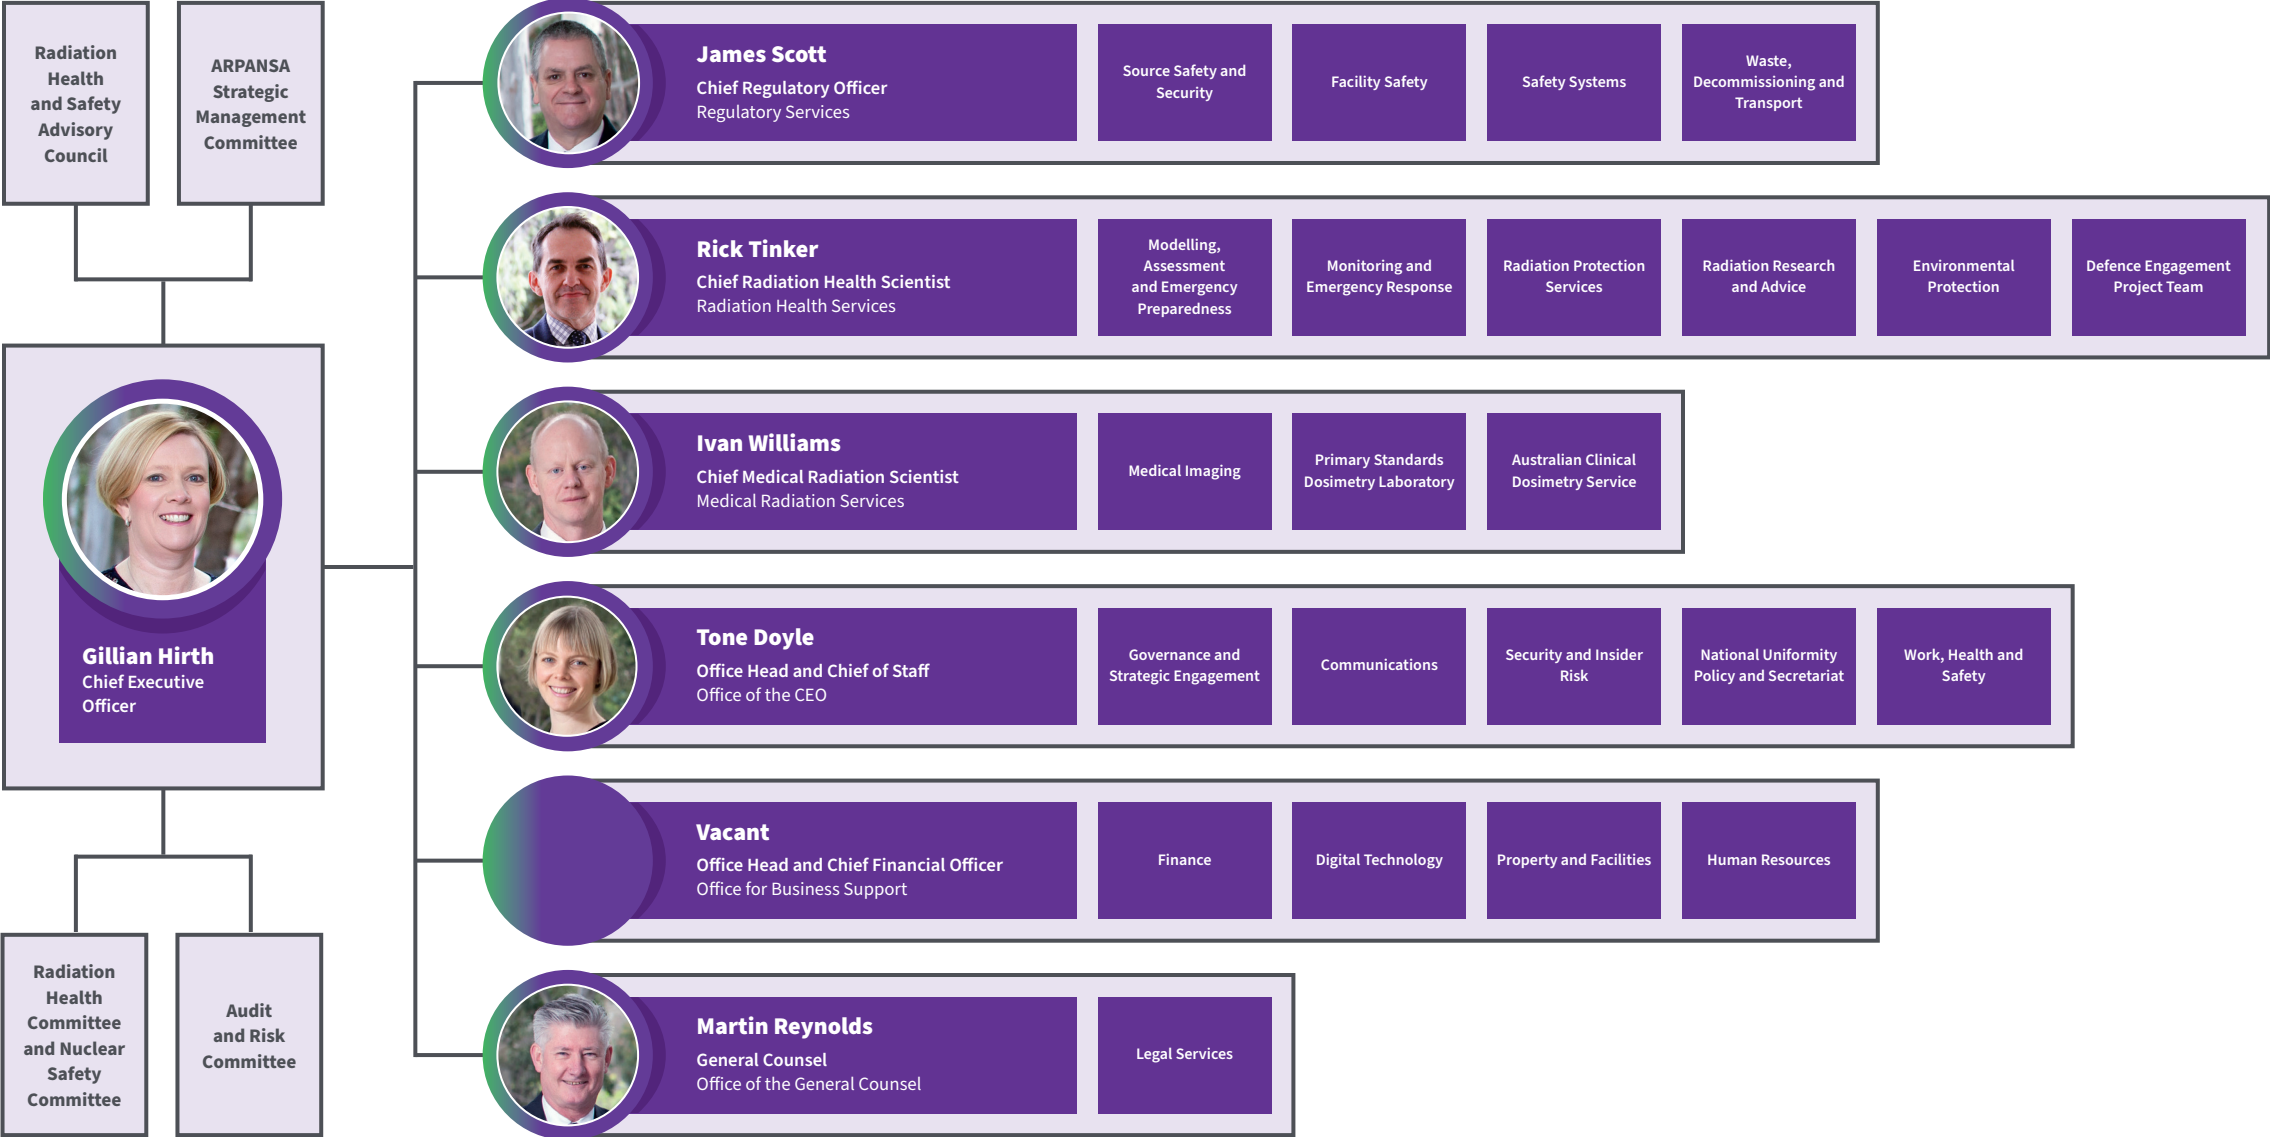 Radiation
Health
and Safety
Advisory
Council
ARPANSA
Strategic
Management
Committee
Gillian Hirth
Chief Executive
Officer
Radiation
Health
Committee
and Nuclear
Safety
Committee
Audit
and Risk
Committee
James Scott
Chief Regulatory Officer
Regulatory Services
Source Safety and
Security
Facility Safety
Safety Systems
Waste,
Decommissioning and
Transport
Rick Tinker
Chief Radiation Health Scientist
Radiation Health Services
Modelling,
Assessment
and Emergency
Preparedness
Monitoring and
Emergency Response
Radiation Protection
Services
Radiation Research
and Advice
Environmental
Protection
Defence Engagement
Project Team
Ivan Williams
Chief Medical Radiation Scientist
Medical Radiation Services
Medical Imaging
Primary Standards
Dosimetry Laboratory
Australian Clinical
Dosimetry Service
Tone Doyle
Office Head and Chief of Staff
Office of the CEO
Governance and
Strategic Engagement
Communications
Security and Insider
Risk
National Uniformity
Policy and Secretariat
Work, Health and
Safety
Vacant
Office Head and Chief Financial Officer
Office for Business Support
Finance
Digital Technology
Property and Facilities
Human Resources
Martin Reynolds
General Counsel
Office of the General Counsel
Legal Services